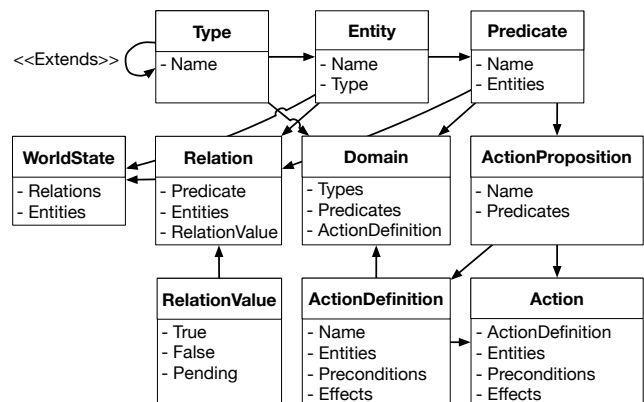 Type
- Name
<<Extends>>
Entity
- Name
- Type
Predicate
- Name
- Entities
WorldState
- Relations
- Entities
Relation
- Predicate
- Entities
- RelationValue
Domain
- Types
- Predicates
- ActionDefinition
ActionProposition
- Name
- Predicates
RelationValue
- True
- False
- Pending
ActionDefinition
- Name
- Entities
- Preconditions
- Effects
Action
- ActionDefinition
- Entities
- Preconditions
- Effects